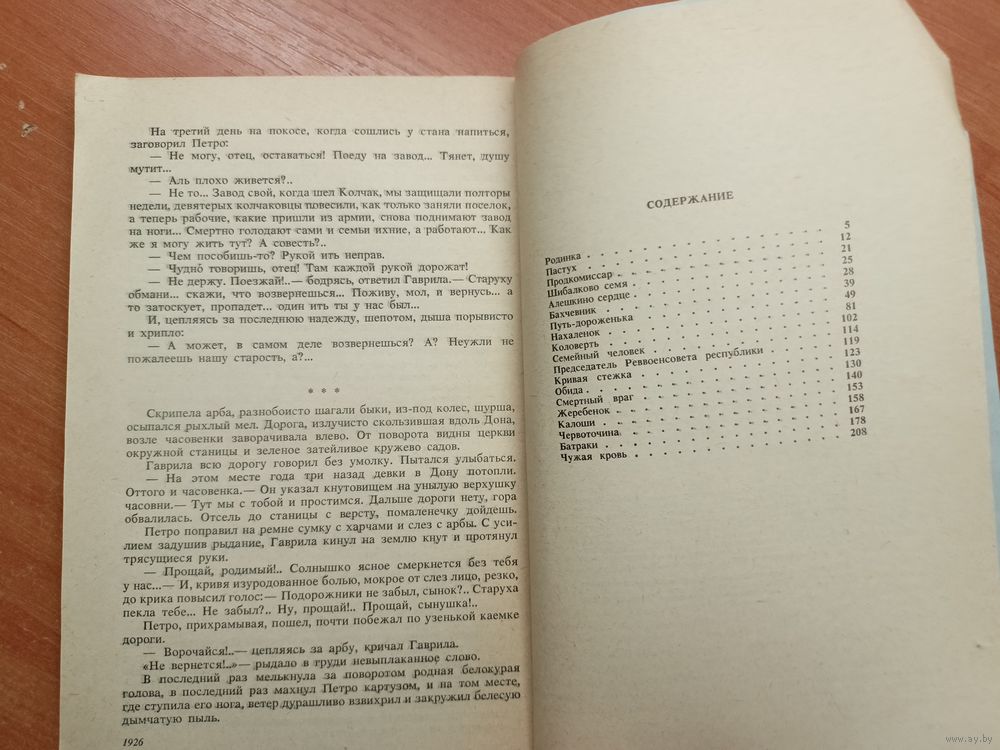 На третий день на покосе, когда сошлись у стана напиться,
заговорил Петро:
— Не могу, отец, оставаться! Поеду на завод... Тянет, душу
мутит...
— Аль плохо живется?..
— Не то... Завод свой, когда шел Колчак, мы защищали полторы
недели, девятерых колчаковцы повесили, как только заняли поселок,
а теперь рабочие, какие пришли из армии, снова поднимают завод
на ноги... Смертно голодают сами и семьи ихние, а работают... Как
же я могу жить тут? А совесть?..
— Чем пособишь-то? Рукой ить неправ.
— Чудно́ говоришь, отец! Там каждой рукой дорожат!
— Не держу. Поезжай!..— бодрясь, ответил Гаврила.— Старуху
обмани... скажи, что возвернешься... Поживу, мол, и вернусь... а
то затоскует, пропадет... один ить ты у нас был...
И, цепляясь за последнюю надежду, шепотом, дыша порывисто
и хрипло:
— А может, в самом деле возвернешься? А? Неужли не
пожалеешь нашу старость, а?...
* * *
Скрипела арба, разнобоисто шагали быки, из-под колес, шурша,
осыпался рыхлый мел. Дорога, излучисто скользившая вдоль Дона,
возле часовенки заворачивала влево. От поворота видны церкви
окружной станицы и зеленое затейливое кружево садов.
Гаврила всю дорогу говорил без умолку. Пытался улыбаться.
— На этом месте года три назад девки в Дону потопли.
Оттого и часовенка.— Он указал кнутовищем на унылую верхушку
часовни.— Тут мы с тобой и простимся. Дальше дороги нету, гора
обвалилась. Отсель до станицы с версту, помаленечку дойдешь.
Петро поправил на ремне сумку с харчами и слез с арбы. С уси-
лием задушив рыдание, Гаврила кинул на землю кнут и протянул
трясущиеся руки.
— Прощай, родимый!.. Солнышко ясное смеркнется без тебя
у нас...— И, кривя изуродованное болью, мокрое от слез лицо, резко,
до крика повысил голос:— Подорожники не забыл, сынок?.. Старуха
пекла тебе... Не забыл?.. Ну, прощай!.. Прощай, сынушка!..
Петро, прихрамывая, пошел, почти побежал по узенькой каемке
дороги.
— Ворочайся!..— цепляясь за арбу, кричал Гаврила.
«Не вернется!..»— рыдало в груди невыплаканное слово.
В последний раз мелькнула за поворотом родная белокурая
голова, в последний раз махнул Петро картузом, и на том месте,
где ступила его нога, ветер дурашливо взвихрил и закружил белесую
дымчатую пыль.
1926
СОДЕРЖАНИЕ
Родинка . . . . . . . . . . 5
Пастух . . . . . . . . . . 12
Продкомиссар . . . . . . . . . . 21
Шибалково семя . . . . . . . . . . 25
Алешкино сердце . . . . . . . . . . 28
Бахчевник . . . . . . . . . . 39
Путь-дороженька . . . . . . . . . . 49
Нахаленок . . . . . . . . . . 81
Коловерть . . . . . . . . . . 102
Семейный человек . . . . . . . . . . 114
Председатель Реввоенсовета республики . . . . . . 119
Кривая стежка . . . . . . . . . . 123
Обида . . . . . . . . . . 130
Смертный враг . . . . . . . . . . 140
Жеребенок . . . . . . . . . . 153
Калоши . . . . . . . . . . 158
Червоточина . . . . . . . . . . 167
Батраки . . . . . . . . . . 178
Чужая кровь . . . . . . . . . . 208
www.ay.by